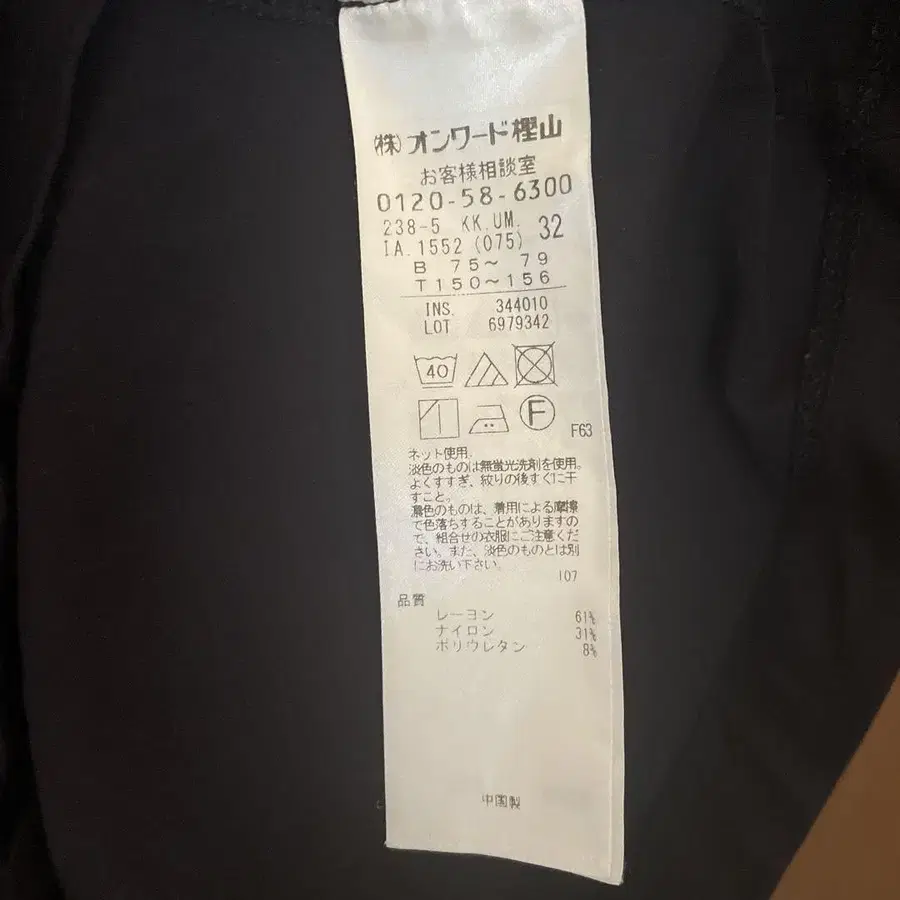 (株)オンワード樫山
お客様相談室
0120-58-6300
238-5 KK.UM. 32
IA.1552 (075)
B 75~ 79
T150~156
INS. 344010
LOT 6979342
40
F
F63
ネット使用。
淡色のものは無蛍光洗剤を使用。
よくすすぎ、絞りの後すぐに干
すこと。
濃色のものは、着用による摩擦
で色落ちすることがありますの
で、組合せの衣服にご注意くだ
さい。また、淡色のものとは別
にお洗い下さい。
107
品質
レーヨン 61%
ナイロン 31%
ポリウレタン 8%
中国製